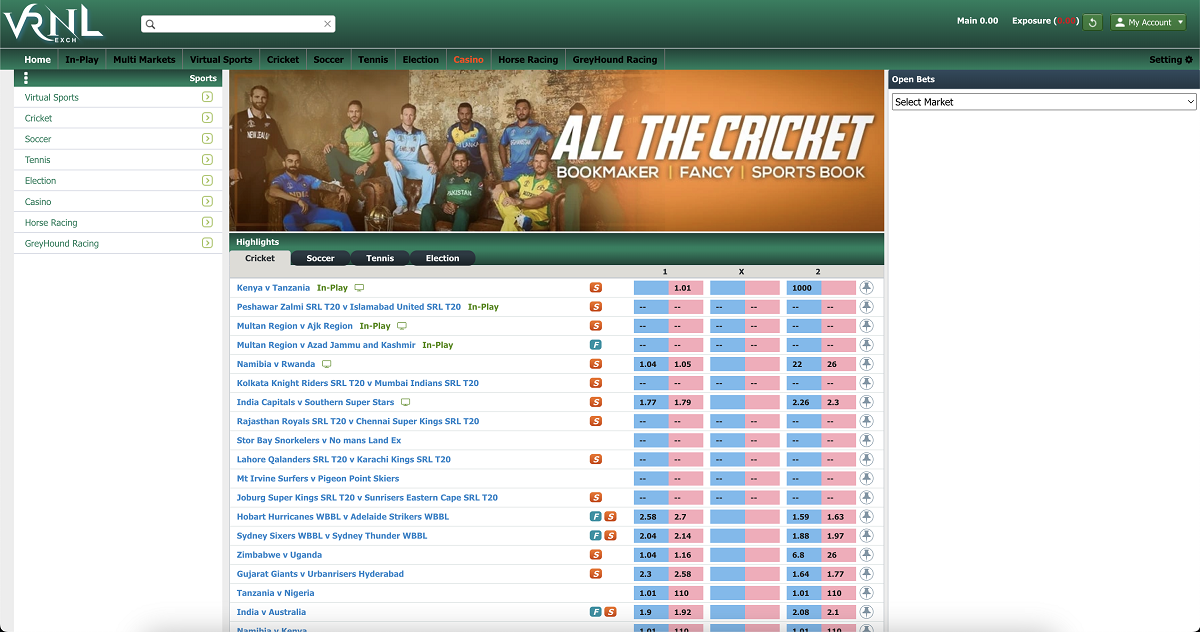 VRNL
EXCH
Main 0.00 Exposure (0.00) My Account
Home In-Play Multi Markets Virtual Sports Cricket Soccer Tennis Election Casino Horse Racing GreyHound Racing Setting
Sports
Virtual Sports
Cricket
Soccer
Tennis
Election
Casino
Horse Racing
GreyHound Racing
NEW ZEALAND
ENGLAND
SRI LANKA
AFGHANISTAN
INDIA
PAKISTAN
AUSTRALIA
ALL THE CRICKET
BOOKMAKER | FANCY | SPORTS BOOK
Open Bets
Select Market
Highlights
Cricket Soccer Tennis Election
1 X 2
Kenya v Tanzania In-Play S 1.01 1000
Peshawar Zalmi SRL T20 v Islamabad United SRL T20 In-Play S -- -- -- -- -- --
Multan Region v Ajk Region In-Play S -- -- -- -- -- --
Multan Region v Azad Jammu and Kashmir In-Play F -- -- -- -- -- --
Namibia v Rwanda S 1.04 1.05 22 26
Kolkata Knight Riders SRL T20 v Mumbai Indians SRL T20 S -- -- -- -- -- --
India Capitals v Southern Super Stars S 1.77 1.79 2.26 2.3
Rajasthan Royals SRL T20 v Chennai Super Kings SRL T20 S -- -- -- -- -- --
Stor Bay Snorkelers v No mans Land Ex -- -- -- -- -- --
Lahore Qalanders SRL T20 v Karachi Kings SRL T20 S -- -- -- -- -- --
Mt Irvine Surfers v Pigeon Point Skiers -- -- -- -- -- --
Joburg Super Kings SRL T20 v Sunrisers Eastern Cape SRL T20 S -- -- -- -- -- --
Hobart Hurricanes WBBL v Adelaide Strikers WBBL F S 2.58 2.7 1.59 1.63
Sydney Sixers WBBL v Sydney Thunder WBBL F S 2.04 2.14 1.88 1.97
Zimbabwe v Uganda S 1.04 1.16 6.8 26
Gujarat Giants v Urbanrisers Hyderabad S 2.3 2.58 1.64 1.77
Tanzania v Nigeria 1.01 110 1.01 110
India v Australia F S 1.9 1.92 2.08 2.1
Namibia v Kenya 1.01 110 1.01 110